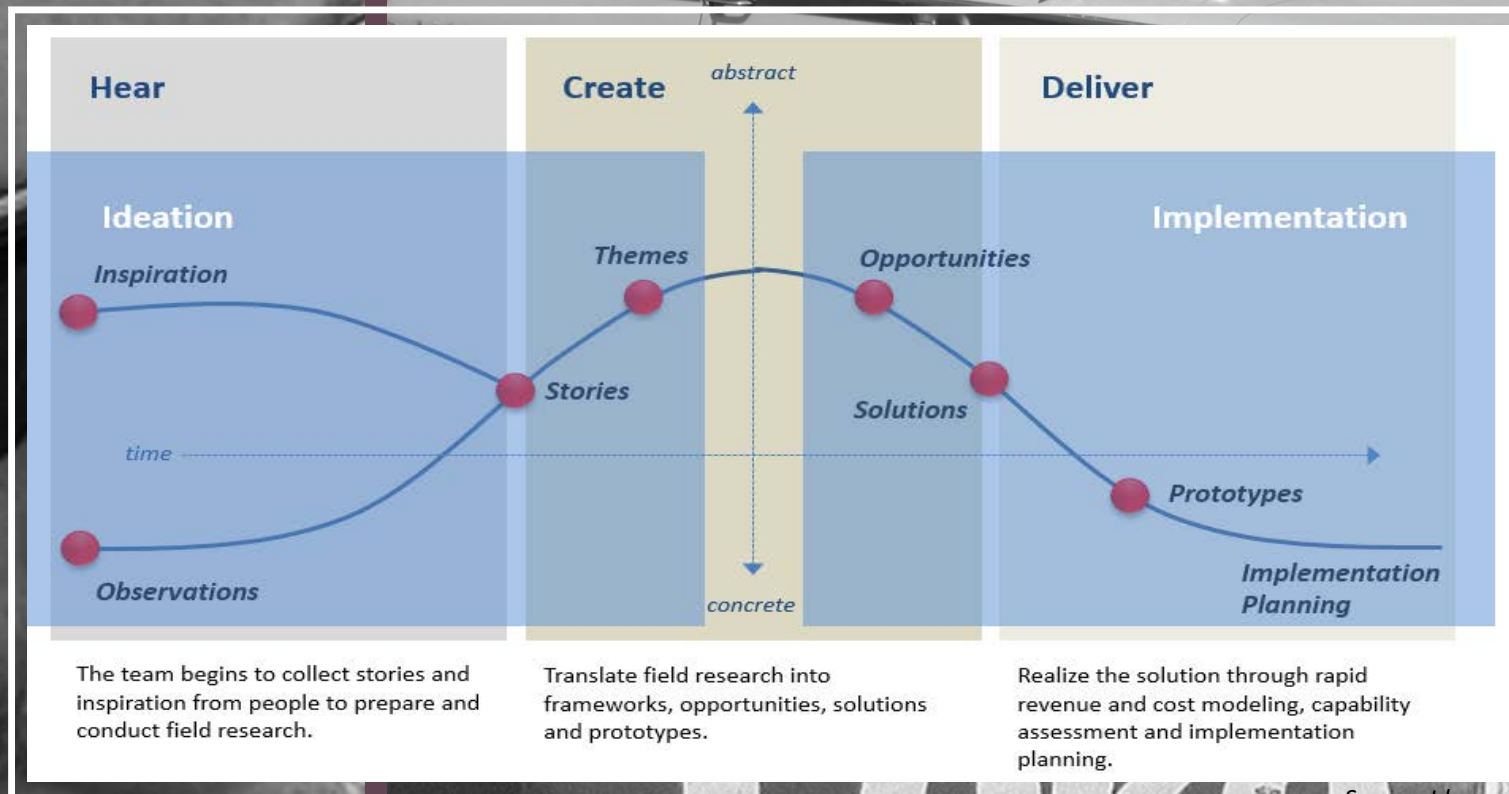 Hear
Create
abstract
Deliver
Ideation
Implementation
Inspiration
Themes
Opportunities
Stories
Solutions
time
Prototypes
Observations
concrete
Implementation
Planning
The team begins to collect stories and
inspiration from people to prepare and
conduct field research.
Translate field research into
frameworks, opportunities, solutions
and prototypes.
Realize the solution through rapid
revenue and cost modeling, capability
assessment and implementation
planning.